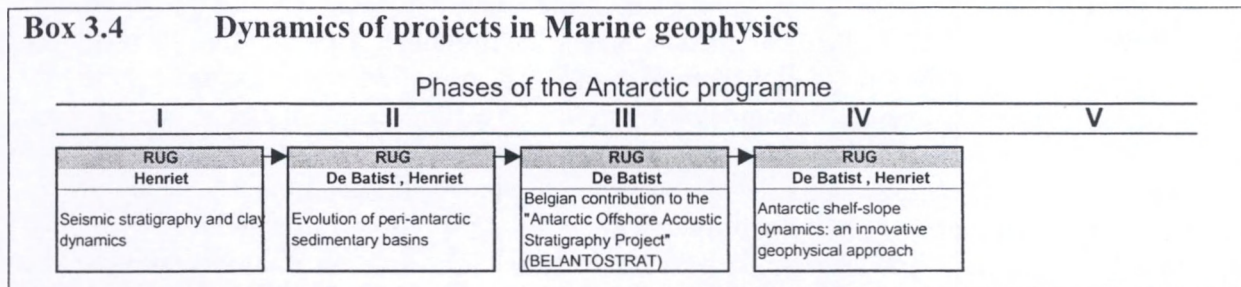 Box 3.4 Dynamics of projects in Marine geophysics
Phases of the Antarctic programme
I II III IV V
RUG RUG RUG RUG
Henriet De Batist , Henriet De Batist De Batist , Henriet
Seismic stratigraphy and clay
dynamics
Evolution of peri-antarctic
sedimentary basins
Belgian contribution to the
"Antarctic Offshore Acoustic
Stratigraphy Project"
(BELANTOSTRAT)
Antarctic shelf-slope
dynamics: an innovative
geophysical approach